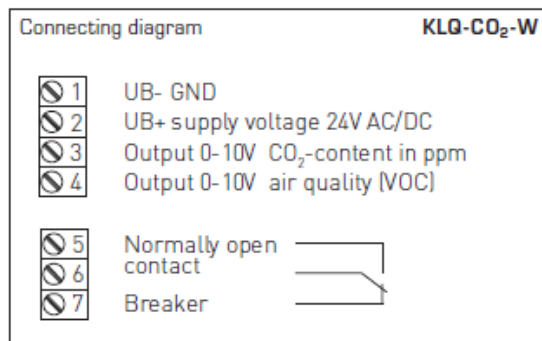 Connecting diagram KLQ-CO₂-W
1 UB- GND
2 UB+ supply voltage 24V AC/DC
3 Output 0-10V CO₂-content in ppm
4 Output 0-10V air quality (VOC)
5 Normally open
6 contact
7 Breaker